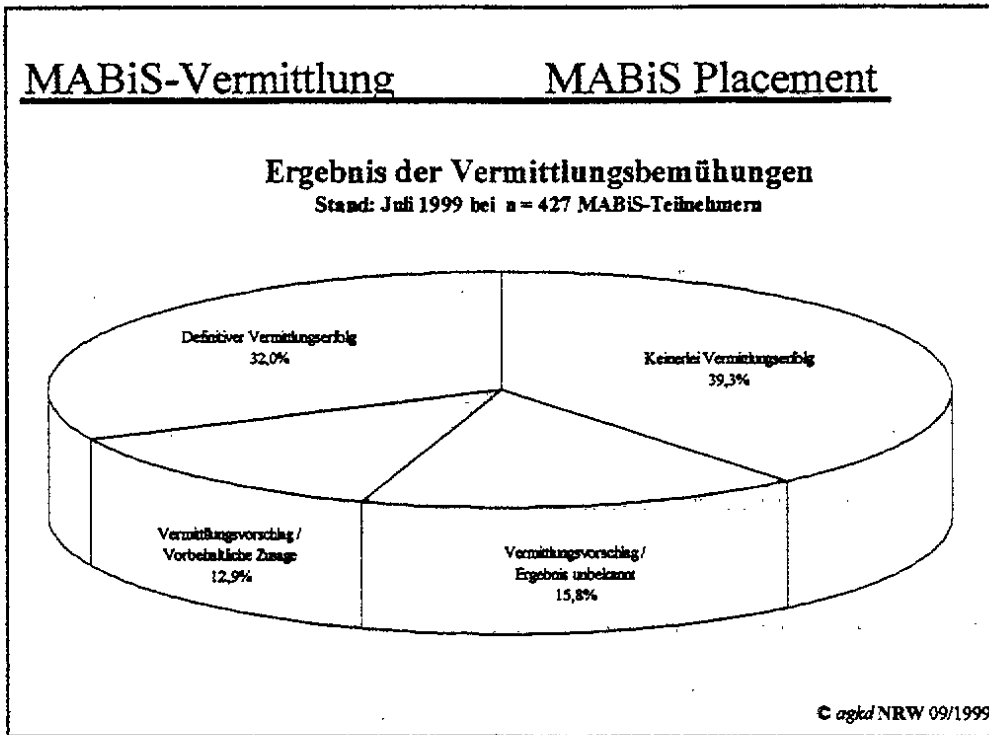 MABiS-Vermittlung MABiS Placement
Ergebnis der Vermittlungsbemühungen
Stand: Juli 1999 bei n = 427 MABiS-Teilnehmern
Definitiver Vermittlungserfolg
32,0%
Keinerlei Vermittlungserfolg
39,3%
Vermittlungsvorschlag /
Vorbehaltliche Zusage
12,9%
Vermittlungsvorschlag /
Ergebnis unbekannt
15,8%
© agkd NRW 09/1999